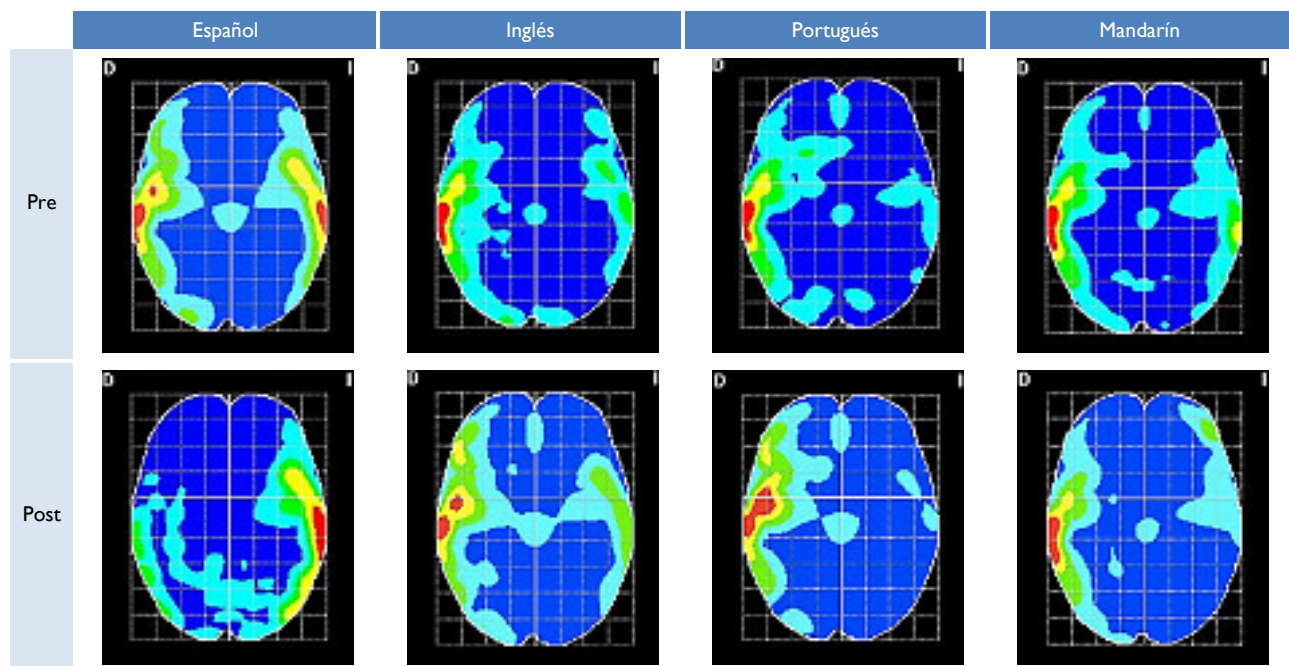 Español Inglés Portugués Mandarín
D I D I D I D I
Pre
D I D I D I D I
Post